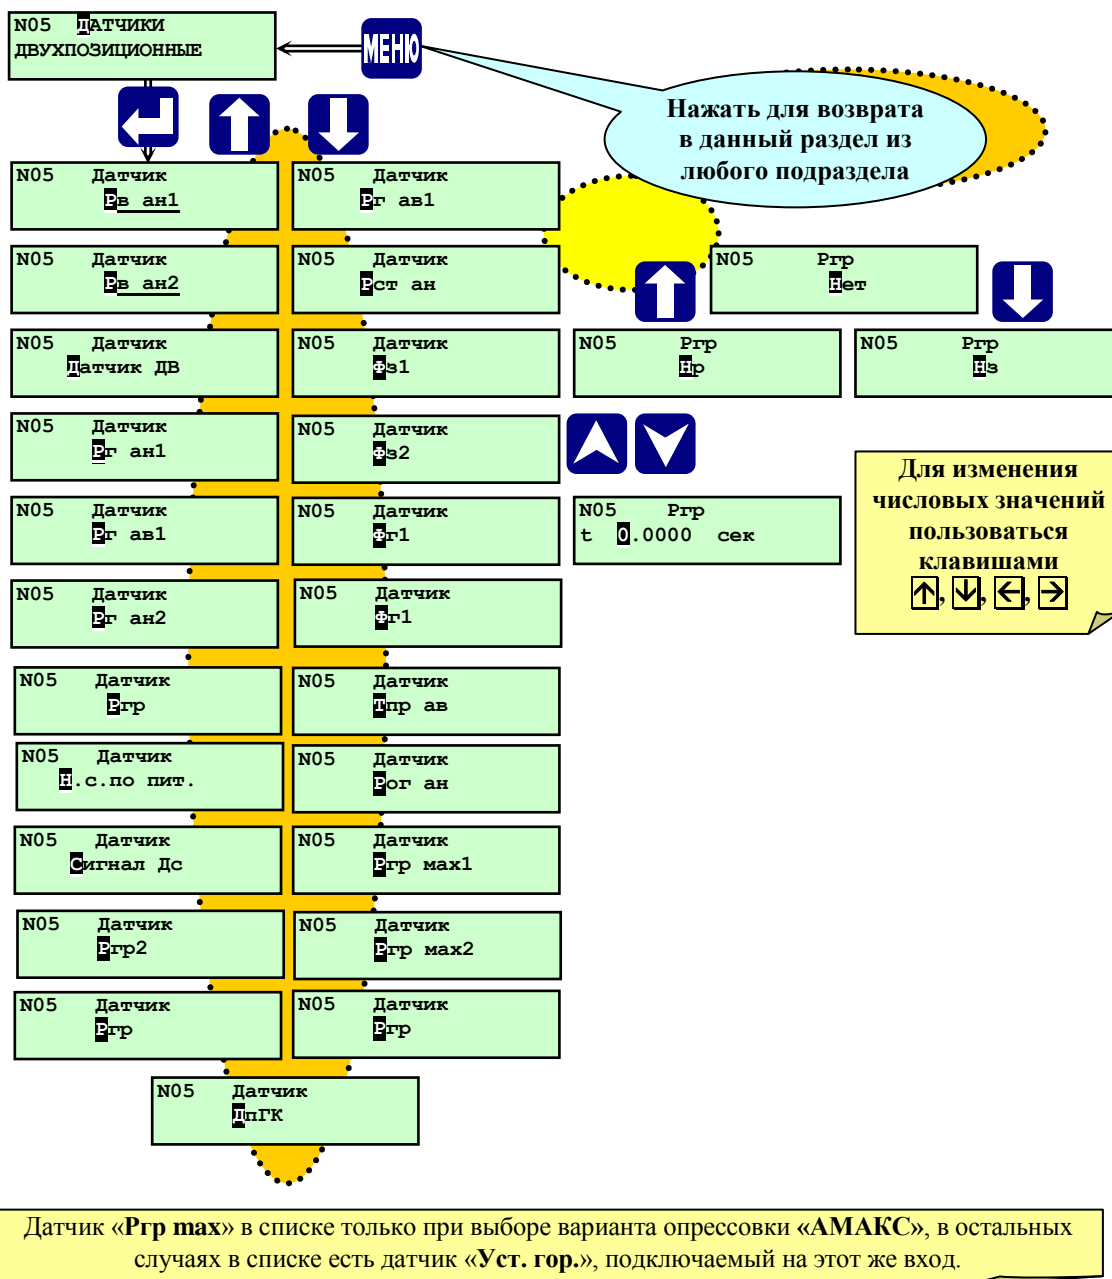 N05 ДАТЧИКИ
ДВУХПОЗИЦИОННЫЕ
МЕНЮ
Нажать для возврата
в данный раздел из
любого подраздела
N05 Датчик
Рв ан1
N05 Датчик
Рг ав1
N05 Датчик
Рв ан2
N05 Датчик
Рст ан
N05 Ргр
Нет
N05 Датчик
Датчик ДВ
N05 Датчик
Фз1
N05 Ргр
Нр
N05 Ргр
Нз
N05 Датчик
Рг ан1
N05 Датчик
Фз2
N05 Датчик
Рг ав1
N05 Датчик
Фг1
N05 Ргр
t 0.0000 сек
Для изменения
числовых значений
пользоваться
клавишами
↑, ↓, ←, →
N05 Датчик
Рг ан2
N05 Датчик
Фг1
N05 Датчик
Ргр
N05 Датчик
Тпр ав
N05 Датчик
Н.с.по пит.
N05 Датчик
Рог ан
N05 Датчик
Сигнал Дс
N05 Датчик
Ргр мах1
N05 Датчик
Ргр2
N05 Датчик
Ргр мах2
N05 Датчик
Ргр
N05 Датчик
Ргр
N05 Датчик
ДпГК
Датчик «Ргр max» в списке только при выборе варианта опрессовки «АМАКС», в остальных
случаях в списке есть датчик «Уст. гор.», подключаемый на этот же вход.